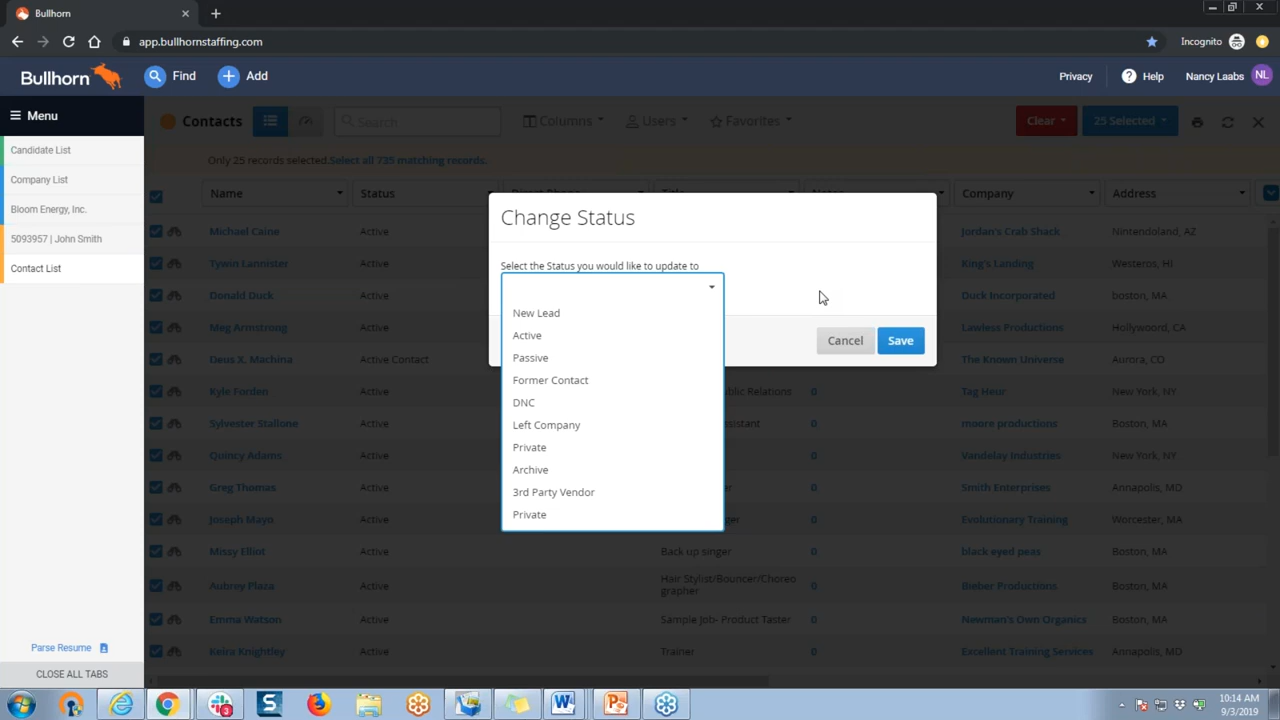 Bullhorn
app.bullhornstaffing.com
Incognito
Bullhorn
Find
Add
Privacy
Help
Nancy Laabs
NL
Menu
Candidate List
Company List
Bloom Energy, Inc.
5093957 | John Smith
Contact List
Parse Resume
CLOSE ALL TABS
Contacts
Search
Columns
Users
Favorites
Clear
25 Selected
Only 25 records selected.Select all 725 matching records.
Name
Status
Direct Phone
Title
Notes
Company
Address
Michael Caine
Active
Jordan's Crab Shack
Nintendoland, AZ
Tywin Lannister
Active
King's Landing
Westeros, HI
Donald Duck
Active
Duck Incorporated
boston, MA
Meg Armstrong
Active
Lawless Productions
Hollywood, CA
Deus X. Machina
Active Contact
The Known Universe
Aurora, CO
Kyle Forden
Active
Public Relations
0
Tag Heur
New York, NY
Sylvester Stallone
Active
0
moore productions
Boston, MA
Quincy Adams
Active
0
Vandelay Industries
New York, NY
Greg Thomas
Active
0
Smith Enterprises
Annapolis, MD
Joseph Mayo
Active
0
Evolutionary Training
Worcester, MA
Missy Elliot
Active
Back up singer
0
black eyed peas
Boston, MA
Aubrey Plaza
Active
Hair Stylist/Bouncer/Choreo
grapher
0
Bieber Productions
Boston, MA
Emma Watson
Active
Sample Job- Product Taster
0
Newman's Own Organics
Boston, MA
Keira Knightley
Active
Trainer
0
Excellent Training Services
Annapolis, MD
Change Status
Select the Status you would like to update to
New Lead
Active
Passive
Former Contact
DNC
Left Company
Private
Archive
3rd Party Vendor
Private
Cancel
Save
3
10:14 AM
9/3/2019